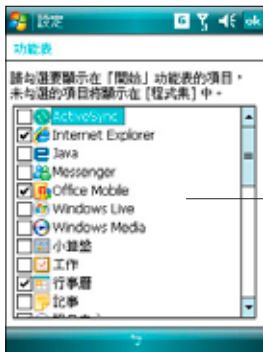 設定
ok
功能表
請勾選要顯示在「開始」功能表的項目，
未勾選的項目將顯示在 [程式集] 中。
ActiveSync
Internet Explorer
Java
Messenger
Office Mobile
Windows Live
Windows Media
小算盤
工作
行事曆
記事